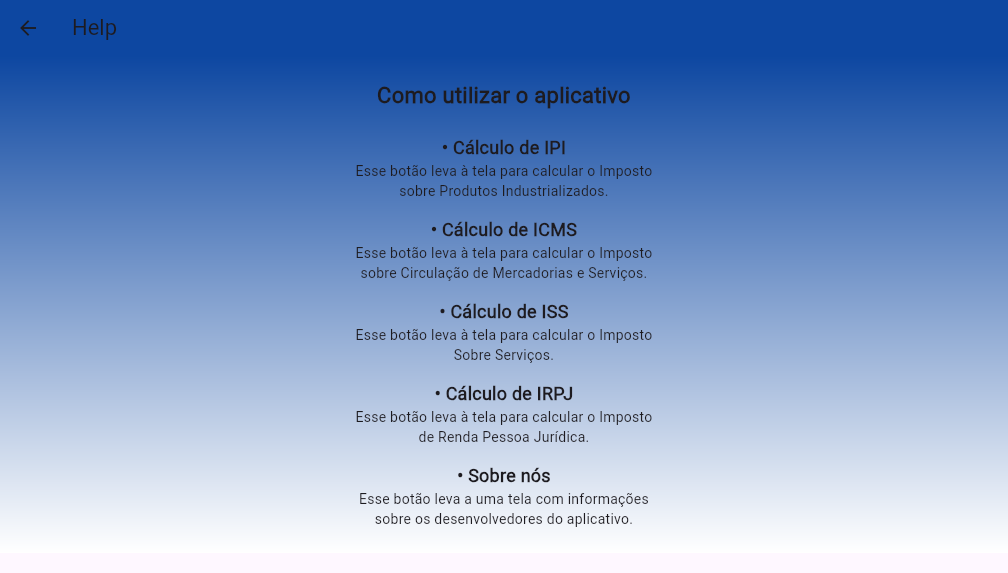 Help
Como utilizar o aplicativo
• Cálculo de IPI
Esse botão leva à tela para calcular o Imposto
sobre Produtos Industrializados.
• Cálculo de ICMS
Esse botão leva à tela para calcular o Imposto
sobre Circulação de Mercadorias e Serviços.
• Cálculo de ISS
Esse botão leva à tela para calcular o Imposto
Sobre Serviços.
• Cálculo de IRPJ
Esse botão leva à tela para calcular o Imposto
de Renda Pessoa Jurídica.
• Sobre nós
Esse botão leva a uma tela com informações
sobre os desenvolvedores do aplicativo.